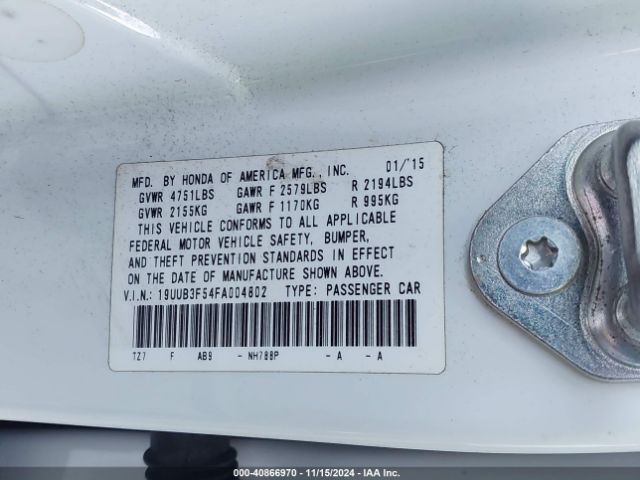 MFD. BY HONDA OF AMERICA MFG., INC. 01/'15
GVWR 4751LBS GAWR F 2579LBS R 2194LBS
GVWR 2155KG GAWR F 1170KG R 995KG
THIS VEHICLE CONFORMS TO ALL APPLICABLE
FEDERAL MOTOR VEHICLE SAFETY, BUMPER,
AND THEFT PREVENTION STANDARDS IN EFFECT
ON THE DATE OF MANUFACTURE SHOWN ABOVE.
V.I.N.: 19UUB3F54FA004602 TYPE: PASSENGER CAR
TZ7 F AB9 - NH788P - A - A
000-40866970 - 11/15/2024 - IAA Inc.